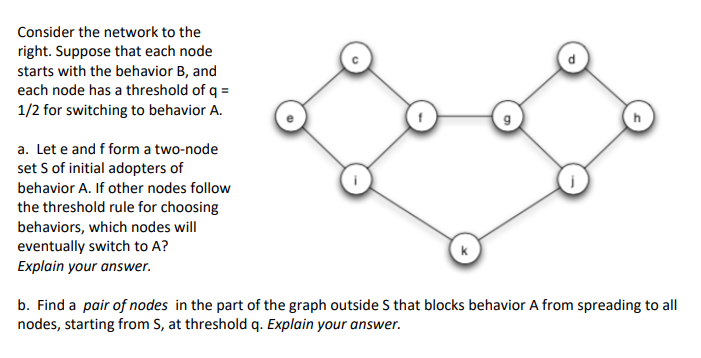 Consider the network to the
right. Suppose that each node
starts with the behavior B, and
each node has a threshold of q =
1/2 for switching to behavior A.
a. Let e and f form a two-node
set S of initial adopters of
behavior A. If other nodes follow
the threshold rule for choosing
behaviors, which nodes will
eventually switch to A?
Explain your answer.
c
d
e
f
g
h
i
j
k
b. Find a pair of nodes in the part of the graph outside S that blocks behavior A from spreading to all
nodes, starting from S, at threshold q. Explain your answer.